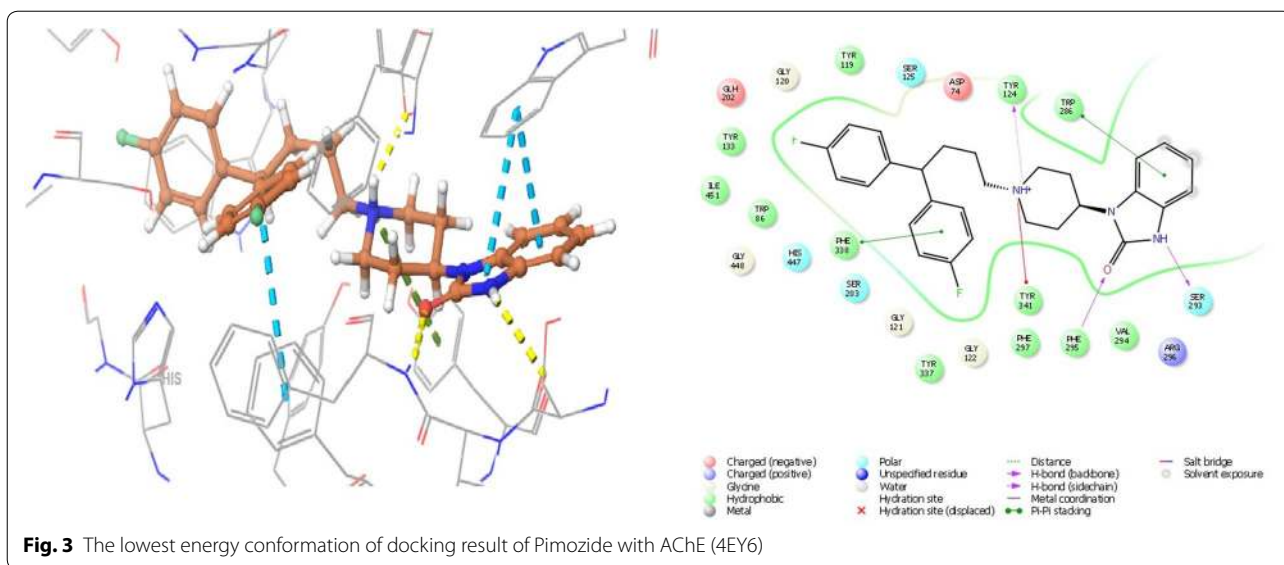 HIS
TYR
119
SER
125
ASP
74
TYR
124
GLY
120
GLH
202
TRP
286
TYR
133
ILE
451
TRP
86
PHE
338
GLY
448
HIS
447
SER
203
GLY
121
TYR
337
GLY
122
PHE
297
TYR
341
PHE
295
VAL
294
ARG
296
SER
293
F
F
NH+
N
NH
O
Charged (negative)
Charged (positive)
Glycine
Hydrophobic
Metal
Polar
Unspecified residue
Water
Hydration site
Hydration site (displaced)
Distance
H-bond (backbone)
H-bond (sidechain)
Metal coordination
Pi-Pi stacking
Salt bridge
Solvent exposure
Fig. 3 The lowest energy conformation of docking result of Pimozide with AChE (4EY6)